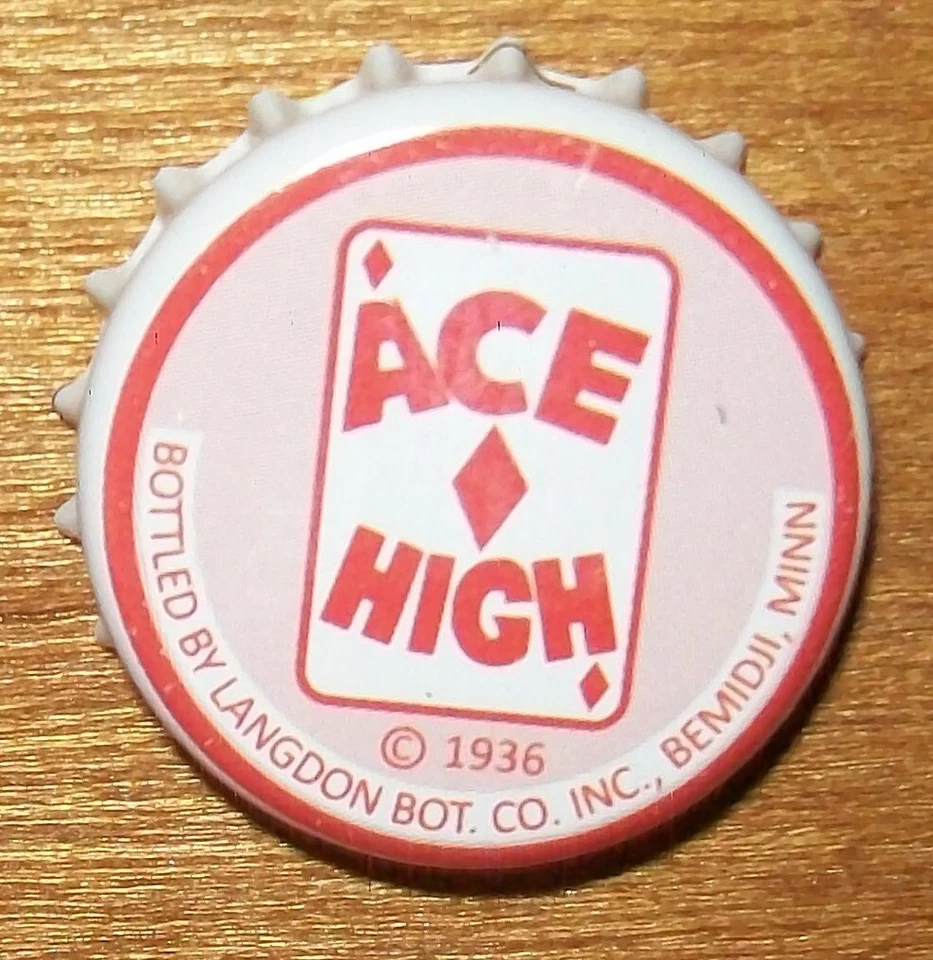 ACE
HIGH
© 1936
BOTTLED BY LANGDON BOT. CO. INC., BEMIDJI, MINN